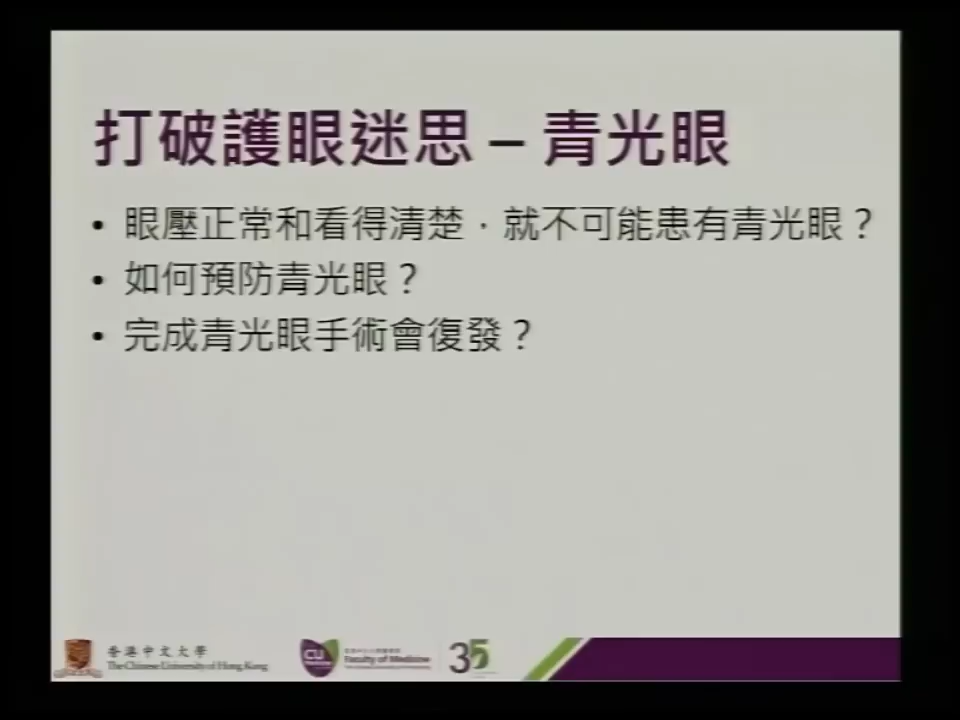 打破護眼迷思 – 青光眼
• 眼壓正常和看得清楚，就不可能患有青光眼？
• 如何預防青光眼？
• 完成青光眼手術會復發？
香港中文大學
The Chinese University of Hong Kong
CU
Medicine
Faculty of Medicine
35